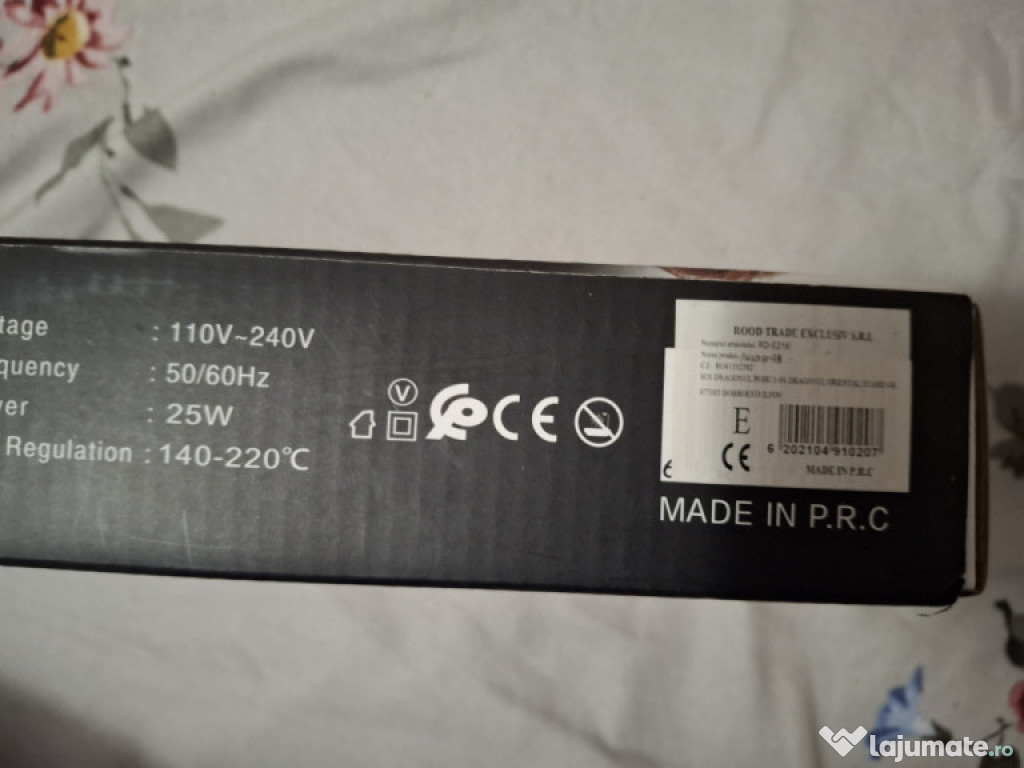 tage : 110V~240V
quency : 50/60Hz
er : 25W
Regulation : 140-220℃
V
CE
ROOD TRADE EXCLUSIV S.R.L
E
CE
6 202104 910207
MADE IN P.R.C
MADE IN P.R.C
lajumate.ro